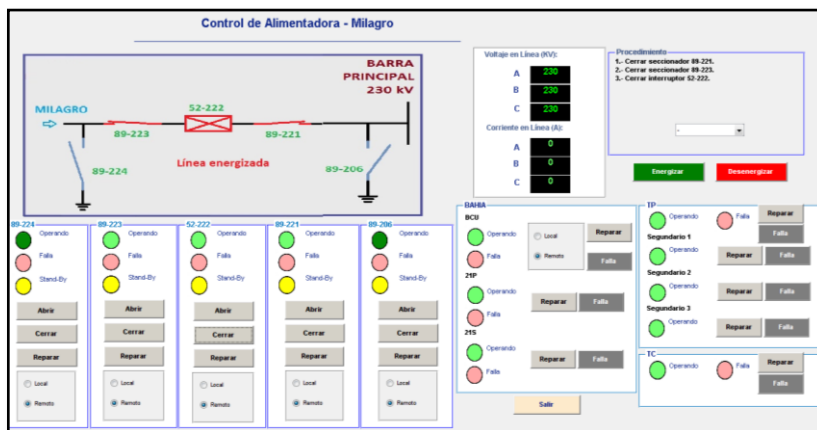 Control de Alimentadora - Milagro
BARRA
PRINCIPAL
230 kV
MILAGRO
52-222
89-223
89-221
89-224
89-206
Línea energizada
Voltaje en Línea (KV):
A 230
B 230
C 230
Corriente en Línea (A):
A 0
B 0
C 0
Procedimiento
1.- Cerrar seccionador 89-221.
2.- Cerrar seccionador 89-223.
3.- Cerrar interruptor 52-222.
-
Energizar
Desenergizar
89-224
Operando
Falla
Stand-By
Abrir
Cerrar
Reparar
Local
Remoto
89-223
Operando
Falla
Stand-By
Abrir
Cerrar
Reparar
Local
Remoto
52-222
Operando
Falla
Stand-By
Abrir
Cerrar
Reparar
Local
Remoto
89-221
Operando
Falla
Stand-By
Abrir
Cerrar
Reparar
Local
Remoto
89-206
Operando
Falla
Stand-By
Abrir
Cerrar
Reparar
Local
Remoto
BAHIA
BCU
Operando
Falla
Local
Remoto
Reparar
Falla
21P
Operando
Falla
Reparar
Falla
21S
Operando
Falla
Reparar
Falla
Salir
TP
Operando
Falla
Reparar
Falla
Segundario 1
Operando
Reparar
Falla
Segundario 2
Operando
Reparar
Falla
Segundario 3
Operando
Reparar
Falla
TC
Operando
Falla
Reparar
Falla